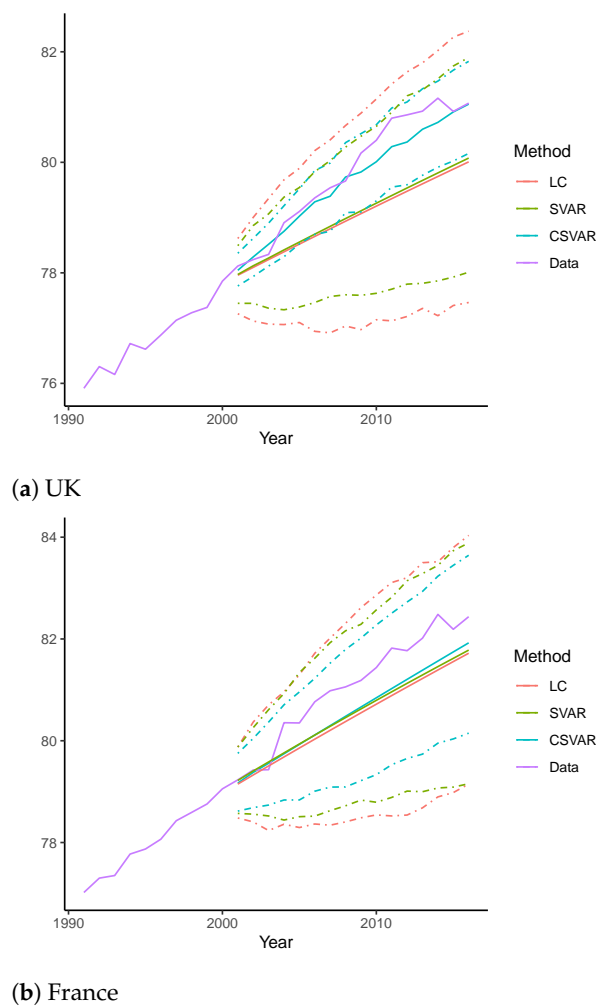 82
80
78
76
1990
2000
2010
Year
Method
LC
SVAR
CSVAR
Data
(a) UK
84
82
80
78
1990
2000
2010
Year
Method
LC
SVAR
CSVAR
Data
(b) France